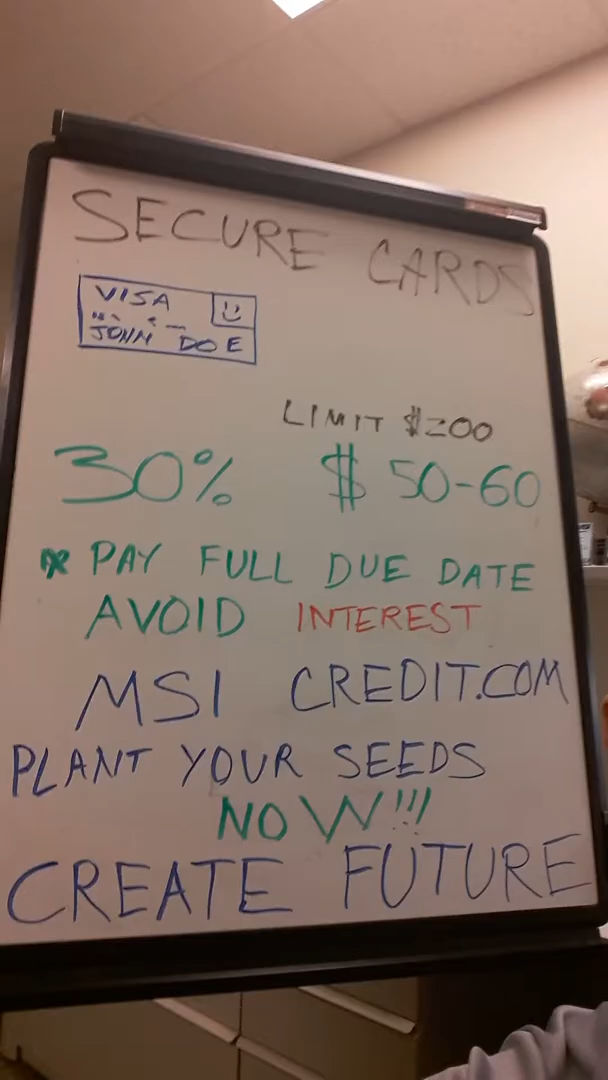 SECURE CARDS
VISA
JOHN DOE
LIMIT $200
30% $ 50-60
* PAY FULL DUE DATE
AVOID INTEREST
MSI CREDIT.COM
PLANT YOUR SEEDS
NOW!!!
CREATE FUTURE